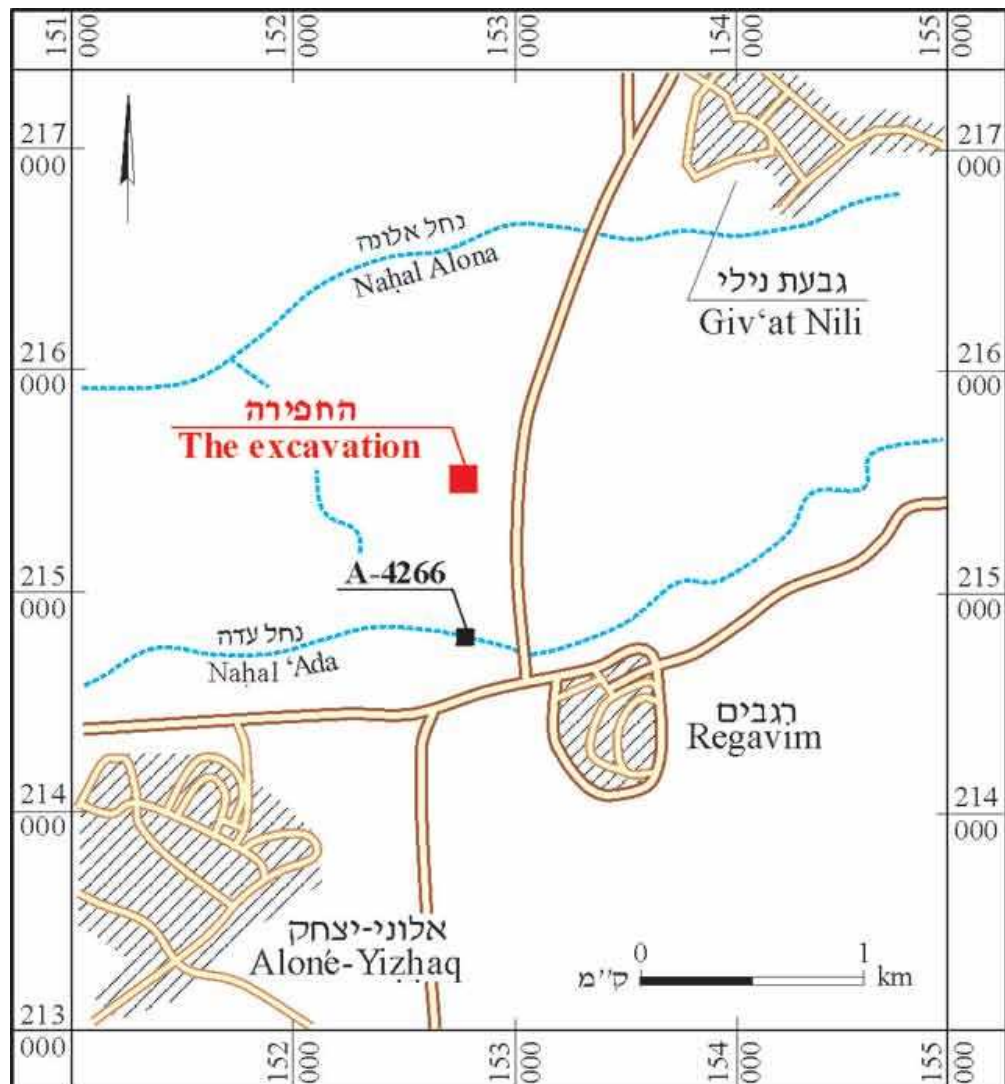 151
000
152
000
153
000
154
000
155
000
217
000
217
000
נחל אלונה
Naḥal Alona
גבעת נילי
Giv‘at Nili
216
000
216
000
החפירה
The excavation
215
000
215
000
A-4266
נחל עדה
Naḥal ‘Ada
רגבים
Regavim
214
000
214
000
אלוני-יצחק
Aloné-Yiẓḥaq
0
1
ק''מ
km
213
000
152
000
153
000
154
000
155
000